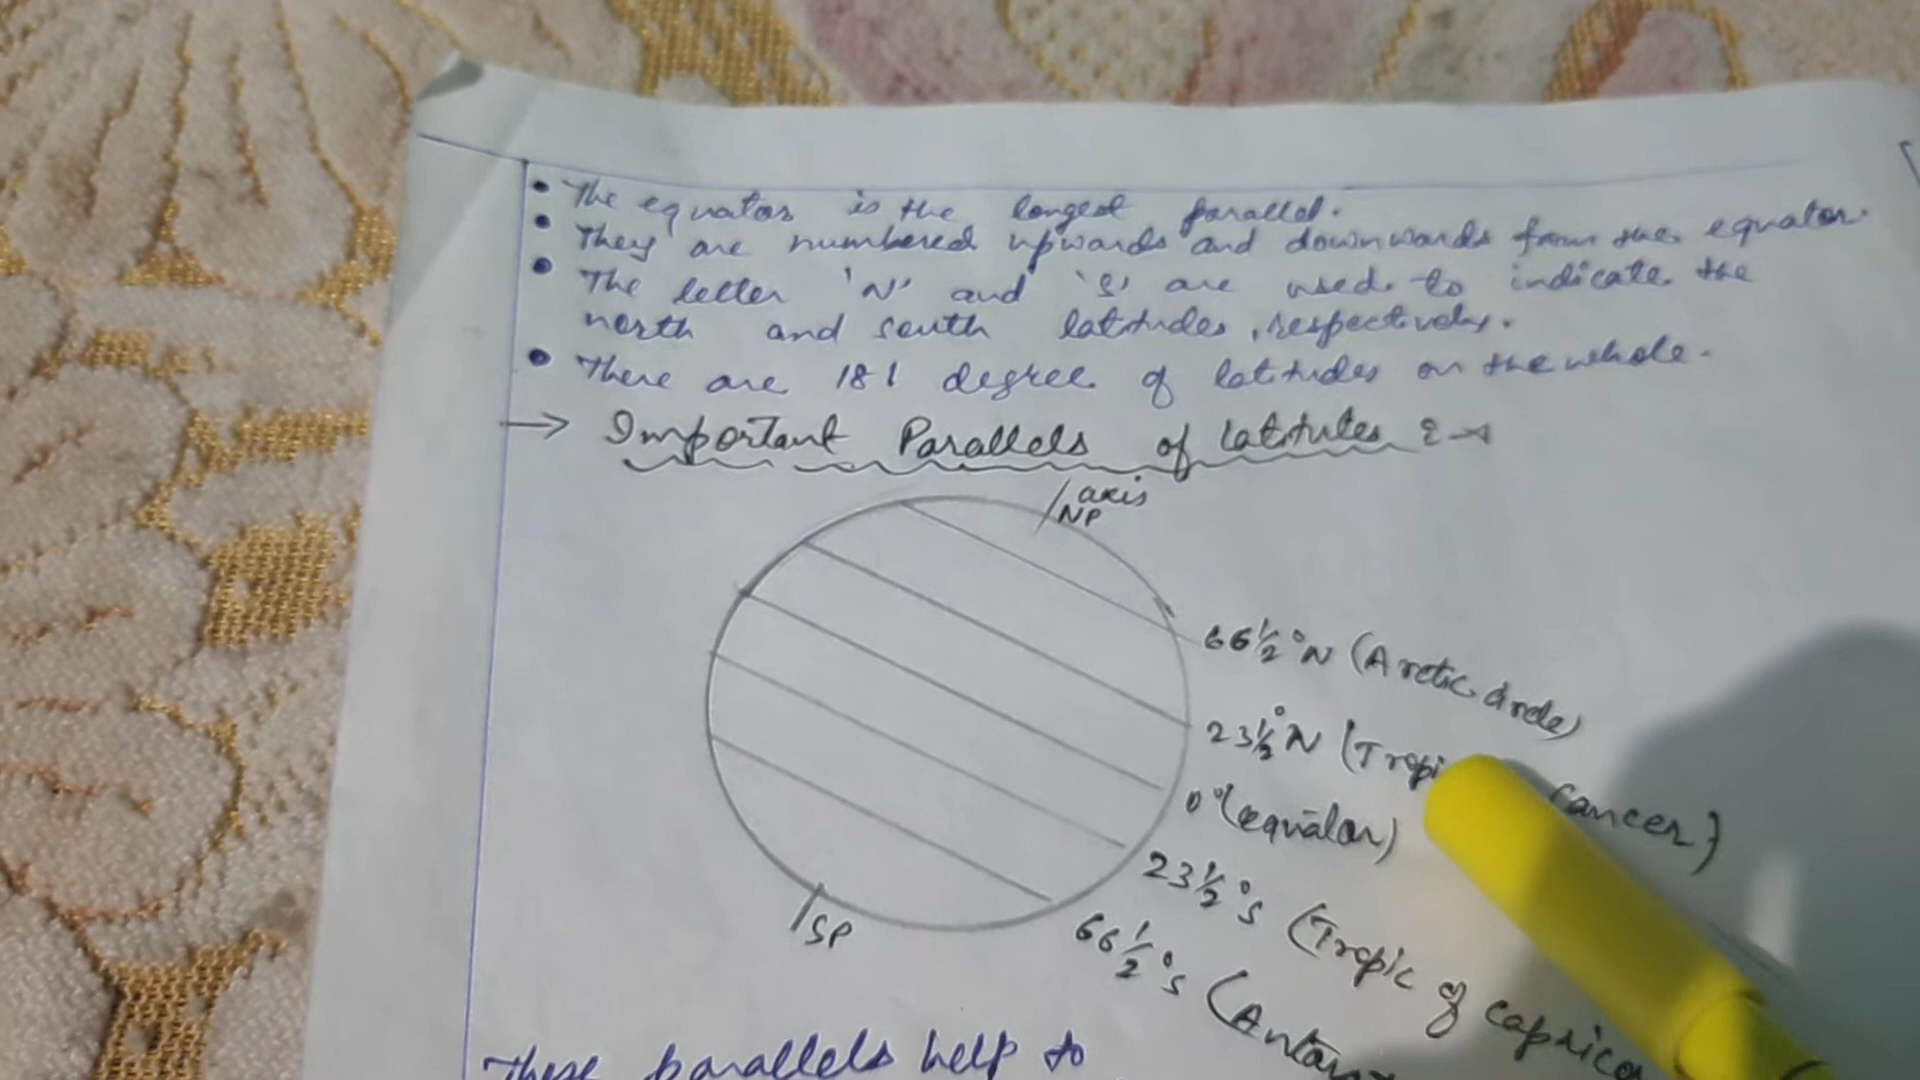 • The equator is the longest parallel.
• They are numbered upwards and downwards from the equator.
• The letter 'N' and 'S' are used to indicate the
north and south latitudes, respectively.
• There are 181 degree of latitudes on the whole.
→ Important Parallels of latitutes :→
axis
NP
66½°N (Arctic circle)
23½°N (Tropi cancer)
0° (equator)
23½°S (Tropic of caprico
66½°S (Antar
SP
These parallels help to